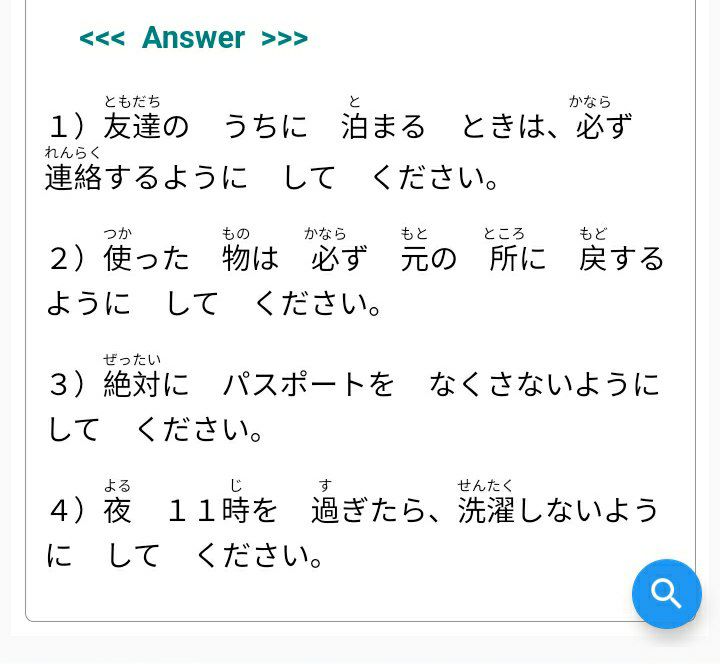 <<< Answer >>>
ともだち と かなら
１）友達の　うちに　泊まる　ときは、必ず
れんらく
連絡するように　して　ください。
つか もの かなら もと ところ もど
２）使った　物は　必ず　元の　所に　戻する
ように　して　ください。
ぜったい
３）絶対に　パスポートを　なくさないように
して　ください。
よる じ す せんたく
４）夜　１１時を　過ぎたら、洗濯しないよう
に　して　ください。